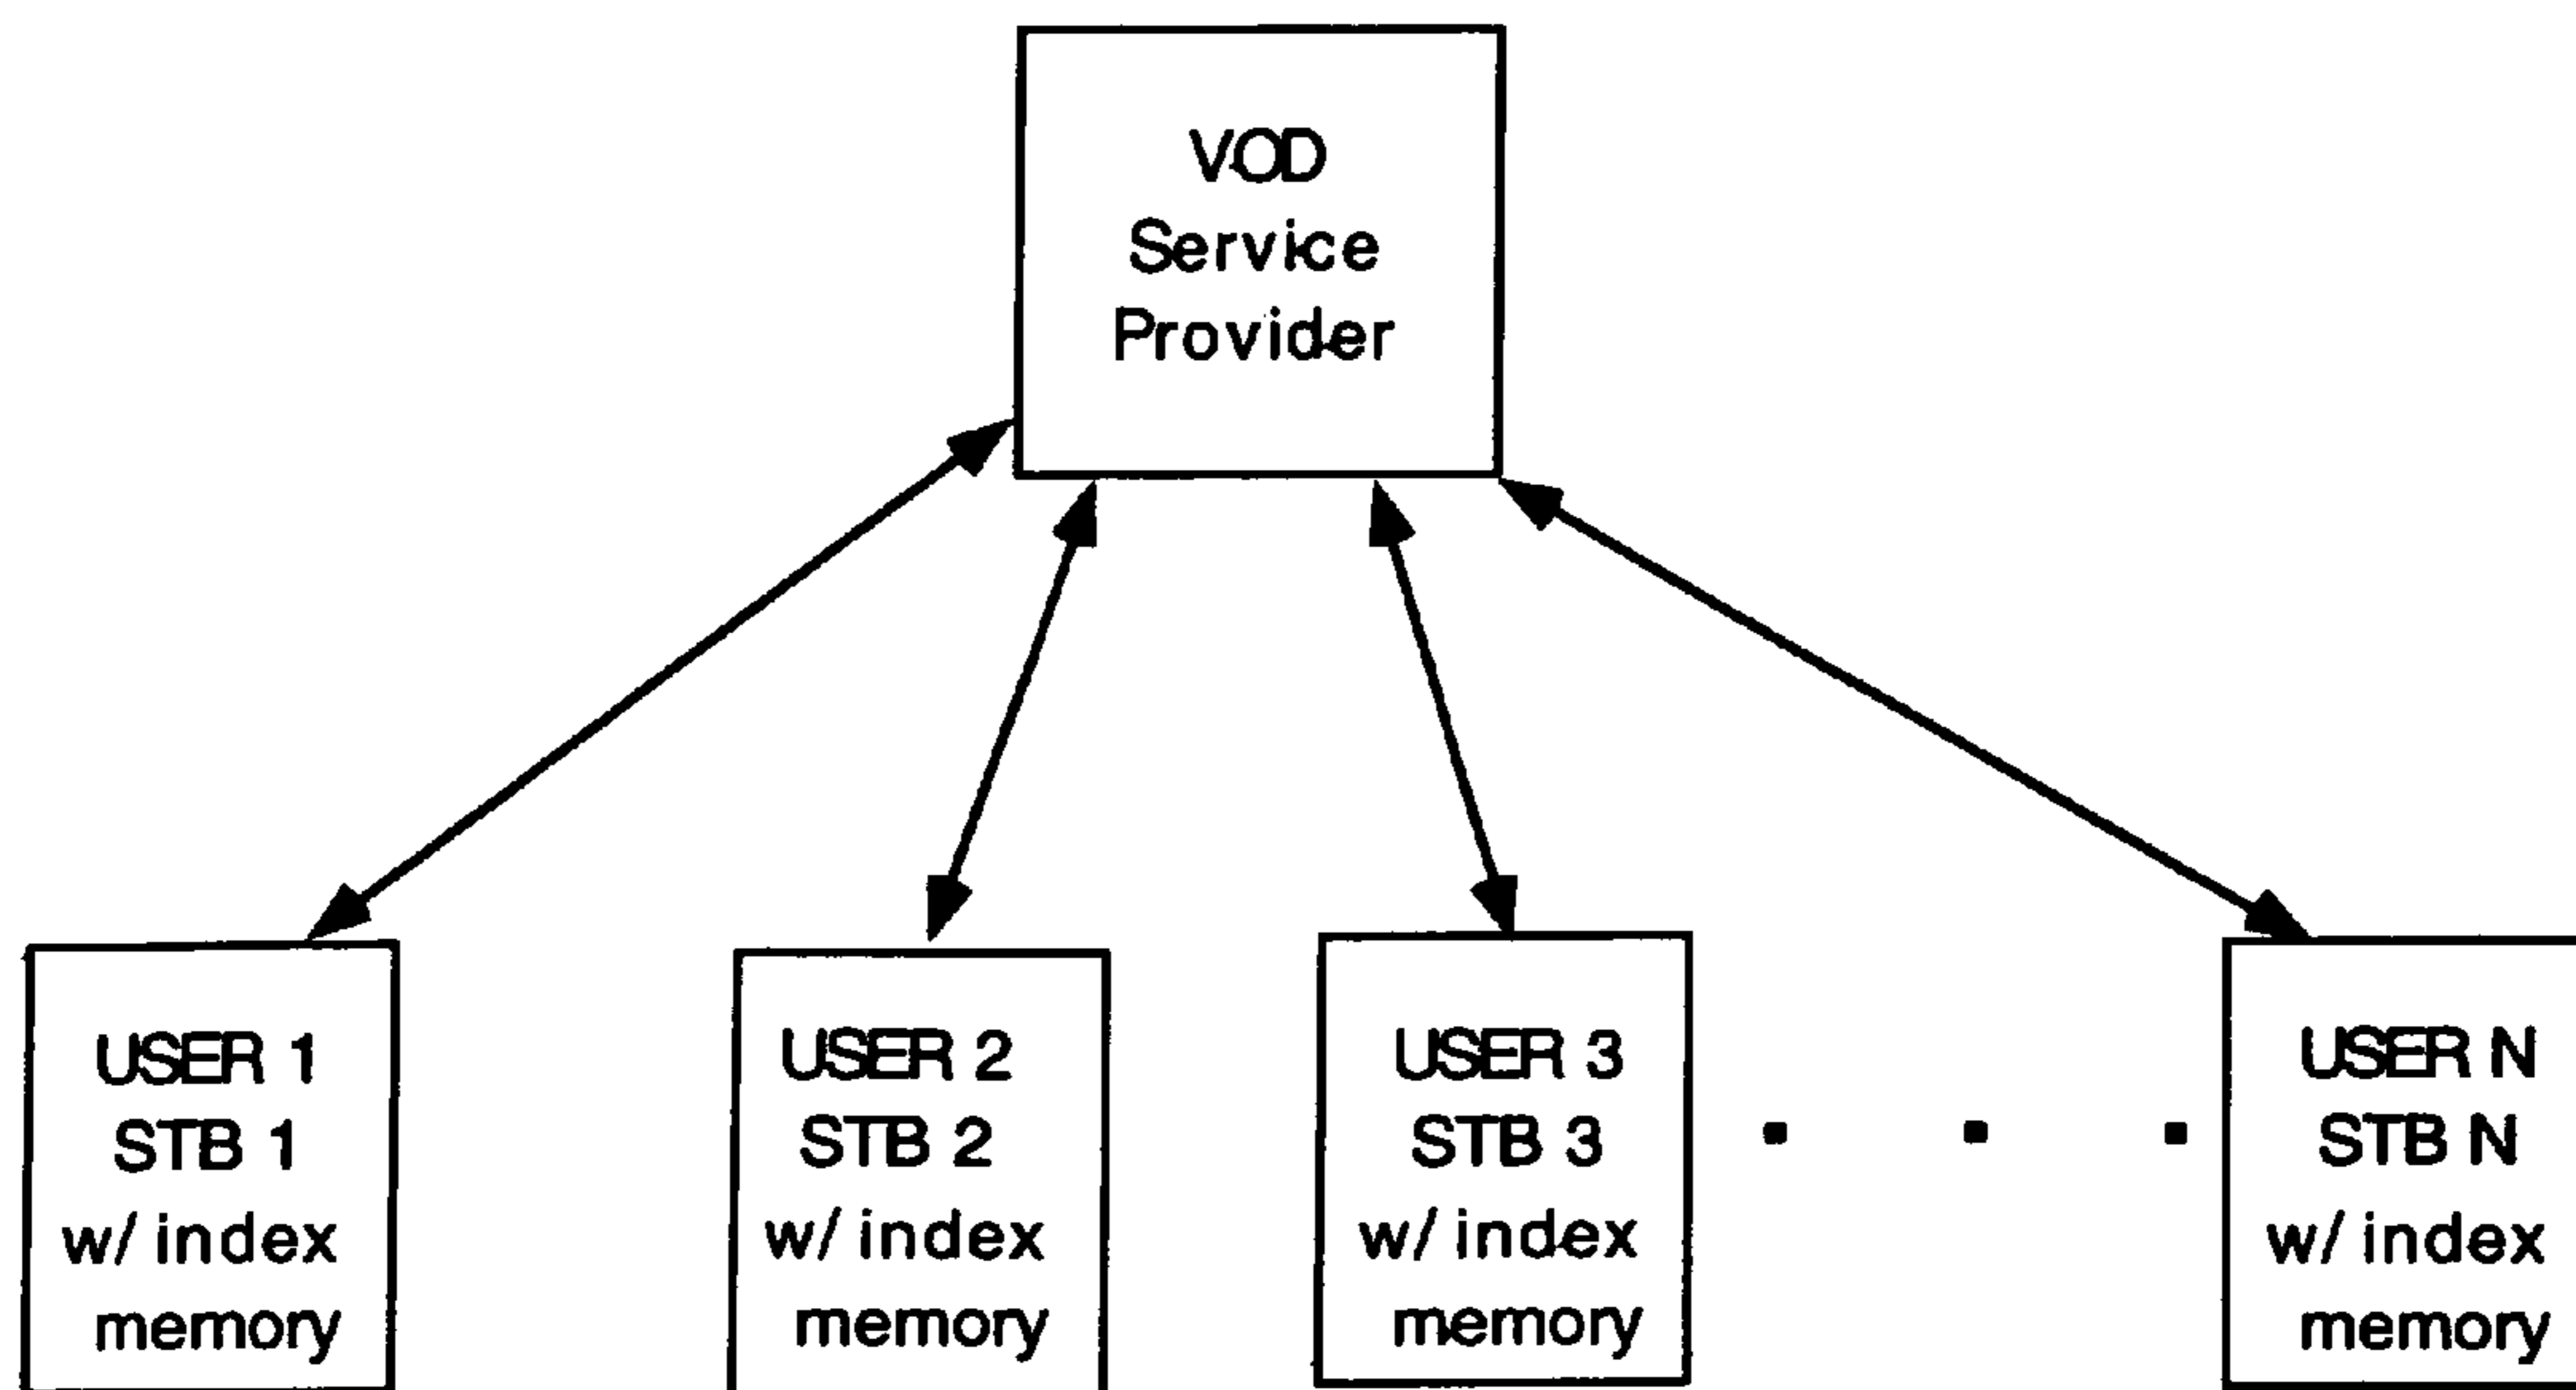 VOD
Service
Provider
USER 1
STB 1
w/ index
memory
USER 2
STB 2
w/ index
memory
USER 3
STB 3
w/ index
memory
. . .
USER N
STB N
w/ index
memory